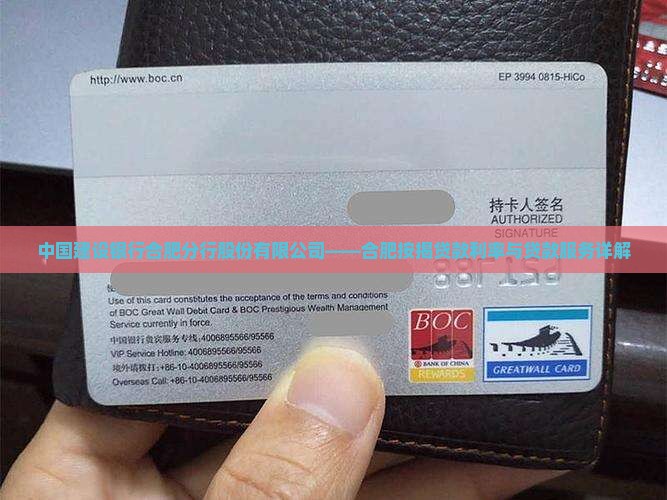 http://www.boc.cn
EP 3994 0815-HiCo
持卡人签名
AUTHORIZED
SIGNATURE
中国建设银行合肥分行股份有限公司——合肥按揭贷款利率与贷款服务详解
Use of this card constitutes the acceptance of the terms and conditions
of BOC Great Wall Debit Card & BOC Prestigious Wealth Management
Service currently in force.
中国银行贵宾服务专线:4006895566/95566
VIP Service Hotline: 4006895566/95566
境外请拨打:+86-10-4006895566/95566
Overseas Call: +86-10-4006895566/95566
BOC
BANK OF CHINA
REWARDS
GREATWALL CARD